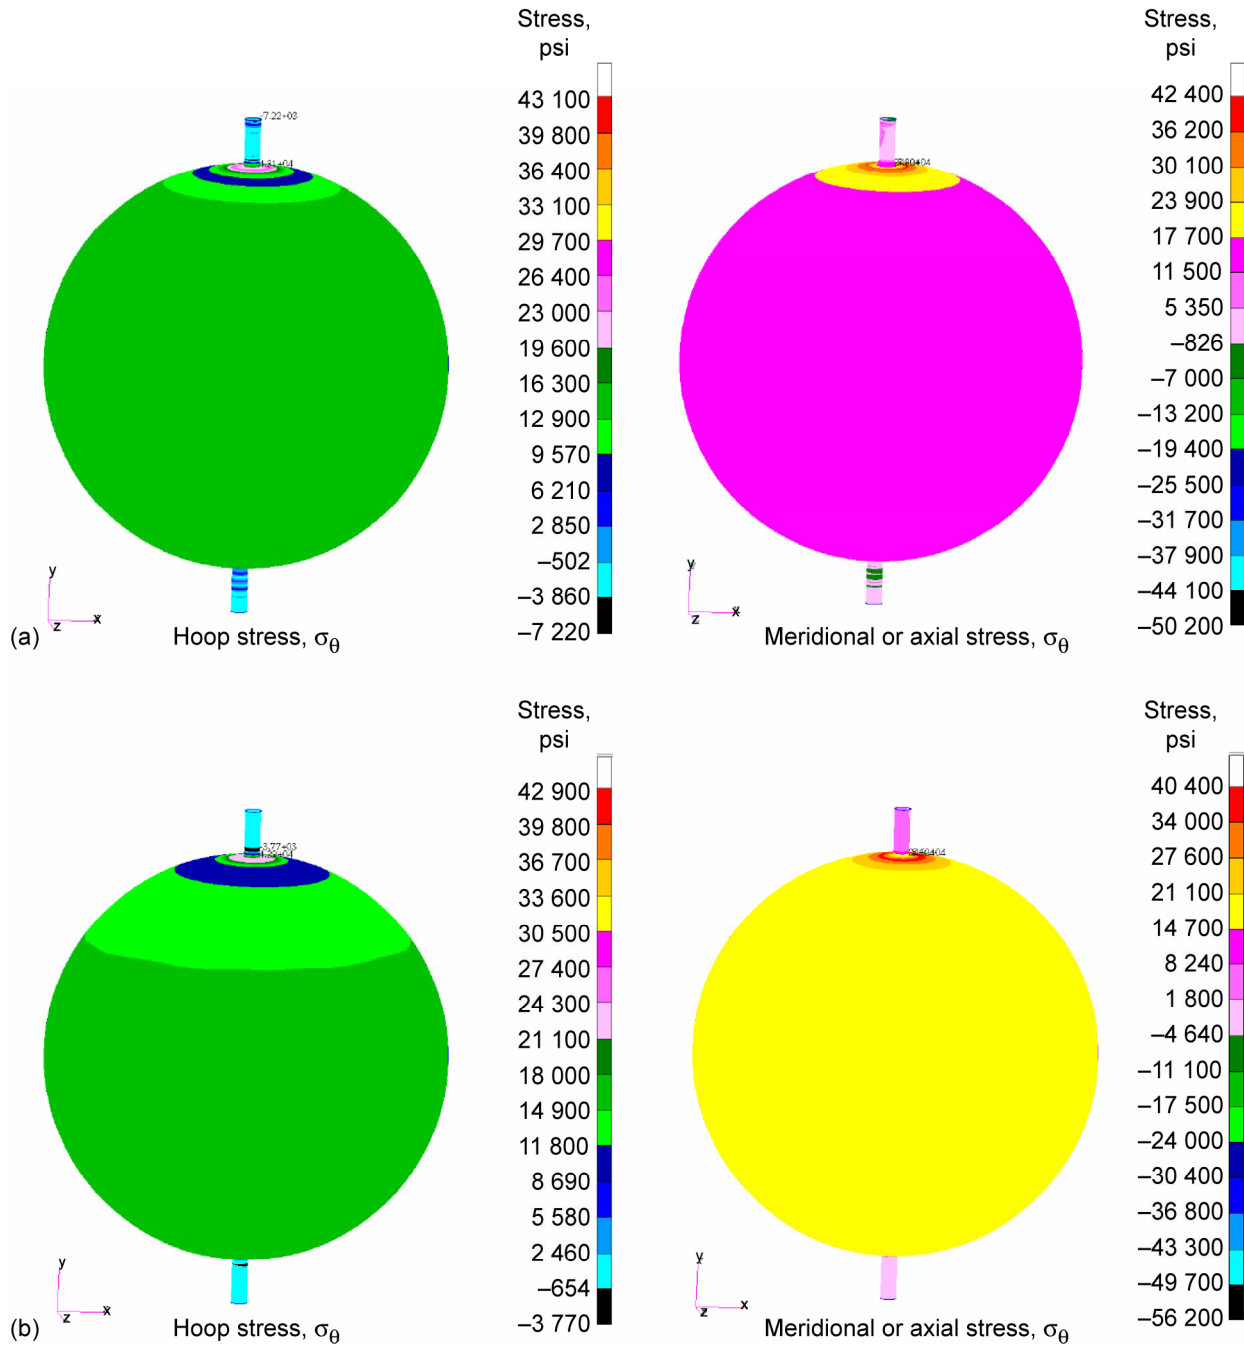 Stress,
psi
43 100
39 800
36 400
33 100
29 700
26 400
23 000
19 600
16 300
12 900
9 570
6 210
2 850
–502
–3 860
–7 220
-7.22+03
y
x
z
(a)
Hoop stress, σθ
Stress,
psi
42 400
36 200
30 100
23 900
17 700
11 500
5 350
–826
–7 000
–13 200
–19 400
–25 500
–31 700
–37 900
–44 100
–50 200
y
x
z
Meridional or axial stress, σθ
Stress,
psi
42 900
39 800
36 700
33 600
30 500
27 400
24 300
21 100
18 000
14 900
11 800
8 690
5 580
2 460
–654
–3 770
-3.77+03
y
x
z
(b)
Hoop stress, σθ
Stress,
psi
40 400
34 000
27 600
21 100
14 700
8 240
1 800
–4 640
–11 100
–17 500
–24 000
–30 400
–36 800
–43 300
–49 700
–56 200
y
x
z
Meridional or axial stress, σθ